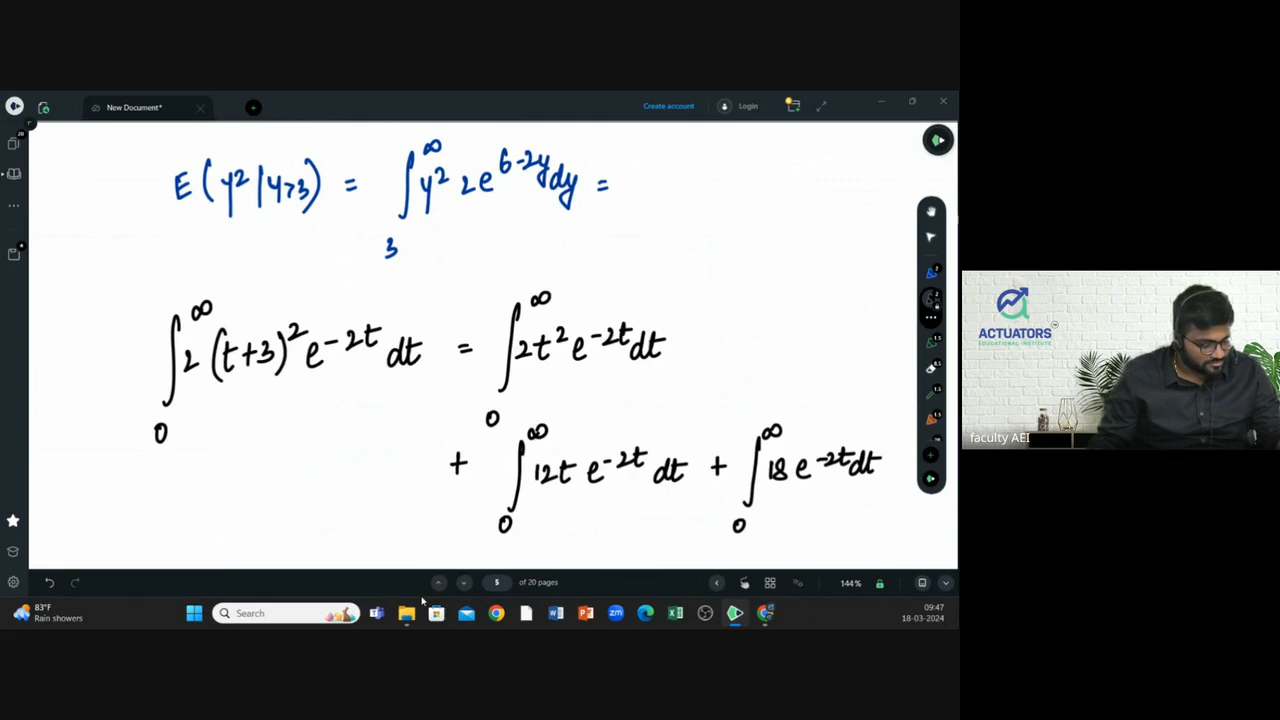 New Document*
Create account
Login
20
E(y²|y>3) = ∫₃^∞ y² 2e^{6-2y} dy =
∫₀^∞ 2(t+3)² e^{-2t} dt = ∫₀^∞ 2t² e^{-2t} dt
+ ∫₀^∞ 12t e^{-2t} dt + ∫₀^∞ 18 e^{-2t} dt
ACTUATORS
EDUCATIONAL INSTITUTE
faculty AEI
5 of 20 pages
144%
83°F
Rain showers
Search
09:47
18-03-2024